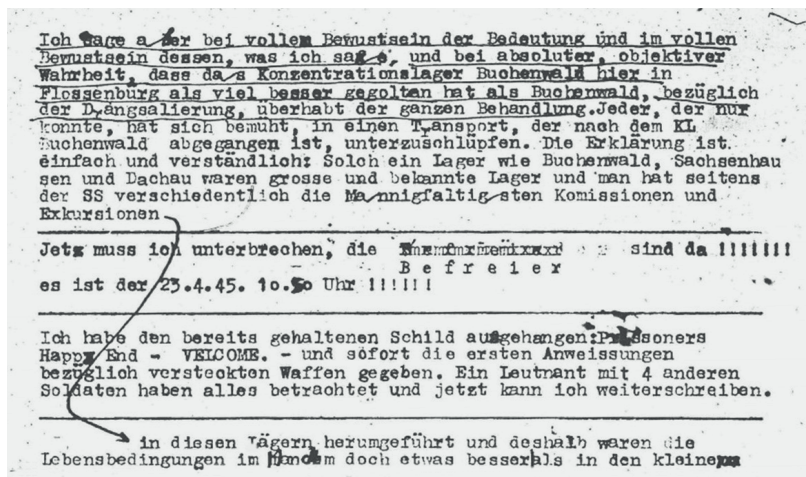 Ich sage aber bei vollem Bewustsein der Bedeutung und im vollen
Bewustsein dessen, was ich sage, und bei absoluter, objektiver
Wahrheit, dass das Konzentrationslager Buchenwald hier in
Flossenbürg als viel besser gegolten hat als Buchenwald, bezüglich
der Drangsalierung, überhabt der ganzen Behandlung.Jeder, der nur
konnte, hat sich bemüht, in einen Transport, der nach dem KL
Buchenwald abgegangen ist, unterzuschlüpfen. Die Erklärung ist
einfach und verständlich: Solch ein Lager wie Buchenwald, Sachsenhau
sen und Dachau waren grosse und bekannte Lager und man hat seitens
der SS verschiedentlich die Mannigfaltigsten Komissionen und
Exkursionen
Jetz muss ich unterbrechen, die sind da !!!!!!!
Befreier
es ist der 23.4.45. 10.50 Uhr !!!!!!
Ich habe den bereits gehaltenen Schild ausgehangen:Prissoners
Happy End - VELCOME. - und sofort die ersten Anweissungen
bezüglich versteckten Waffen gegeben. Ein Leutnant mit 4 anderen
Soldaten haben alles betrachtet und jetzt kann ich weiterschreiben.
in diesen Lägern herumgeführt und deshalb waren die
Lebensbedingungen im doch etwas besser als in den kleinen